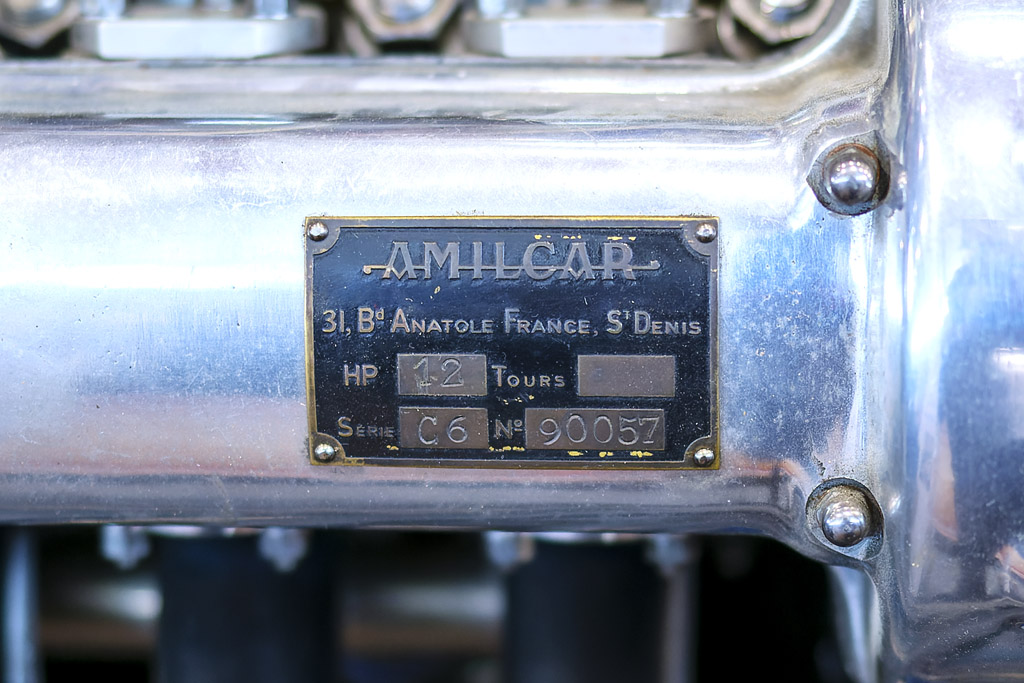 AMILCAR
31, Bd ANATOLE FRANCE, ST DENIS
HP 12 TOURS
SÉRIE C6 No 90057